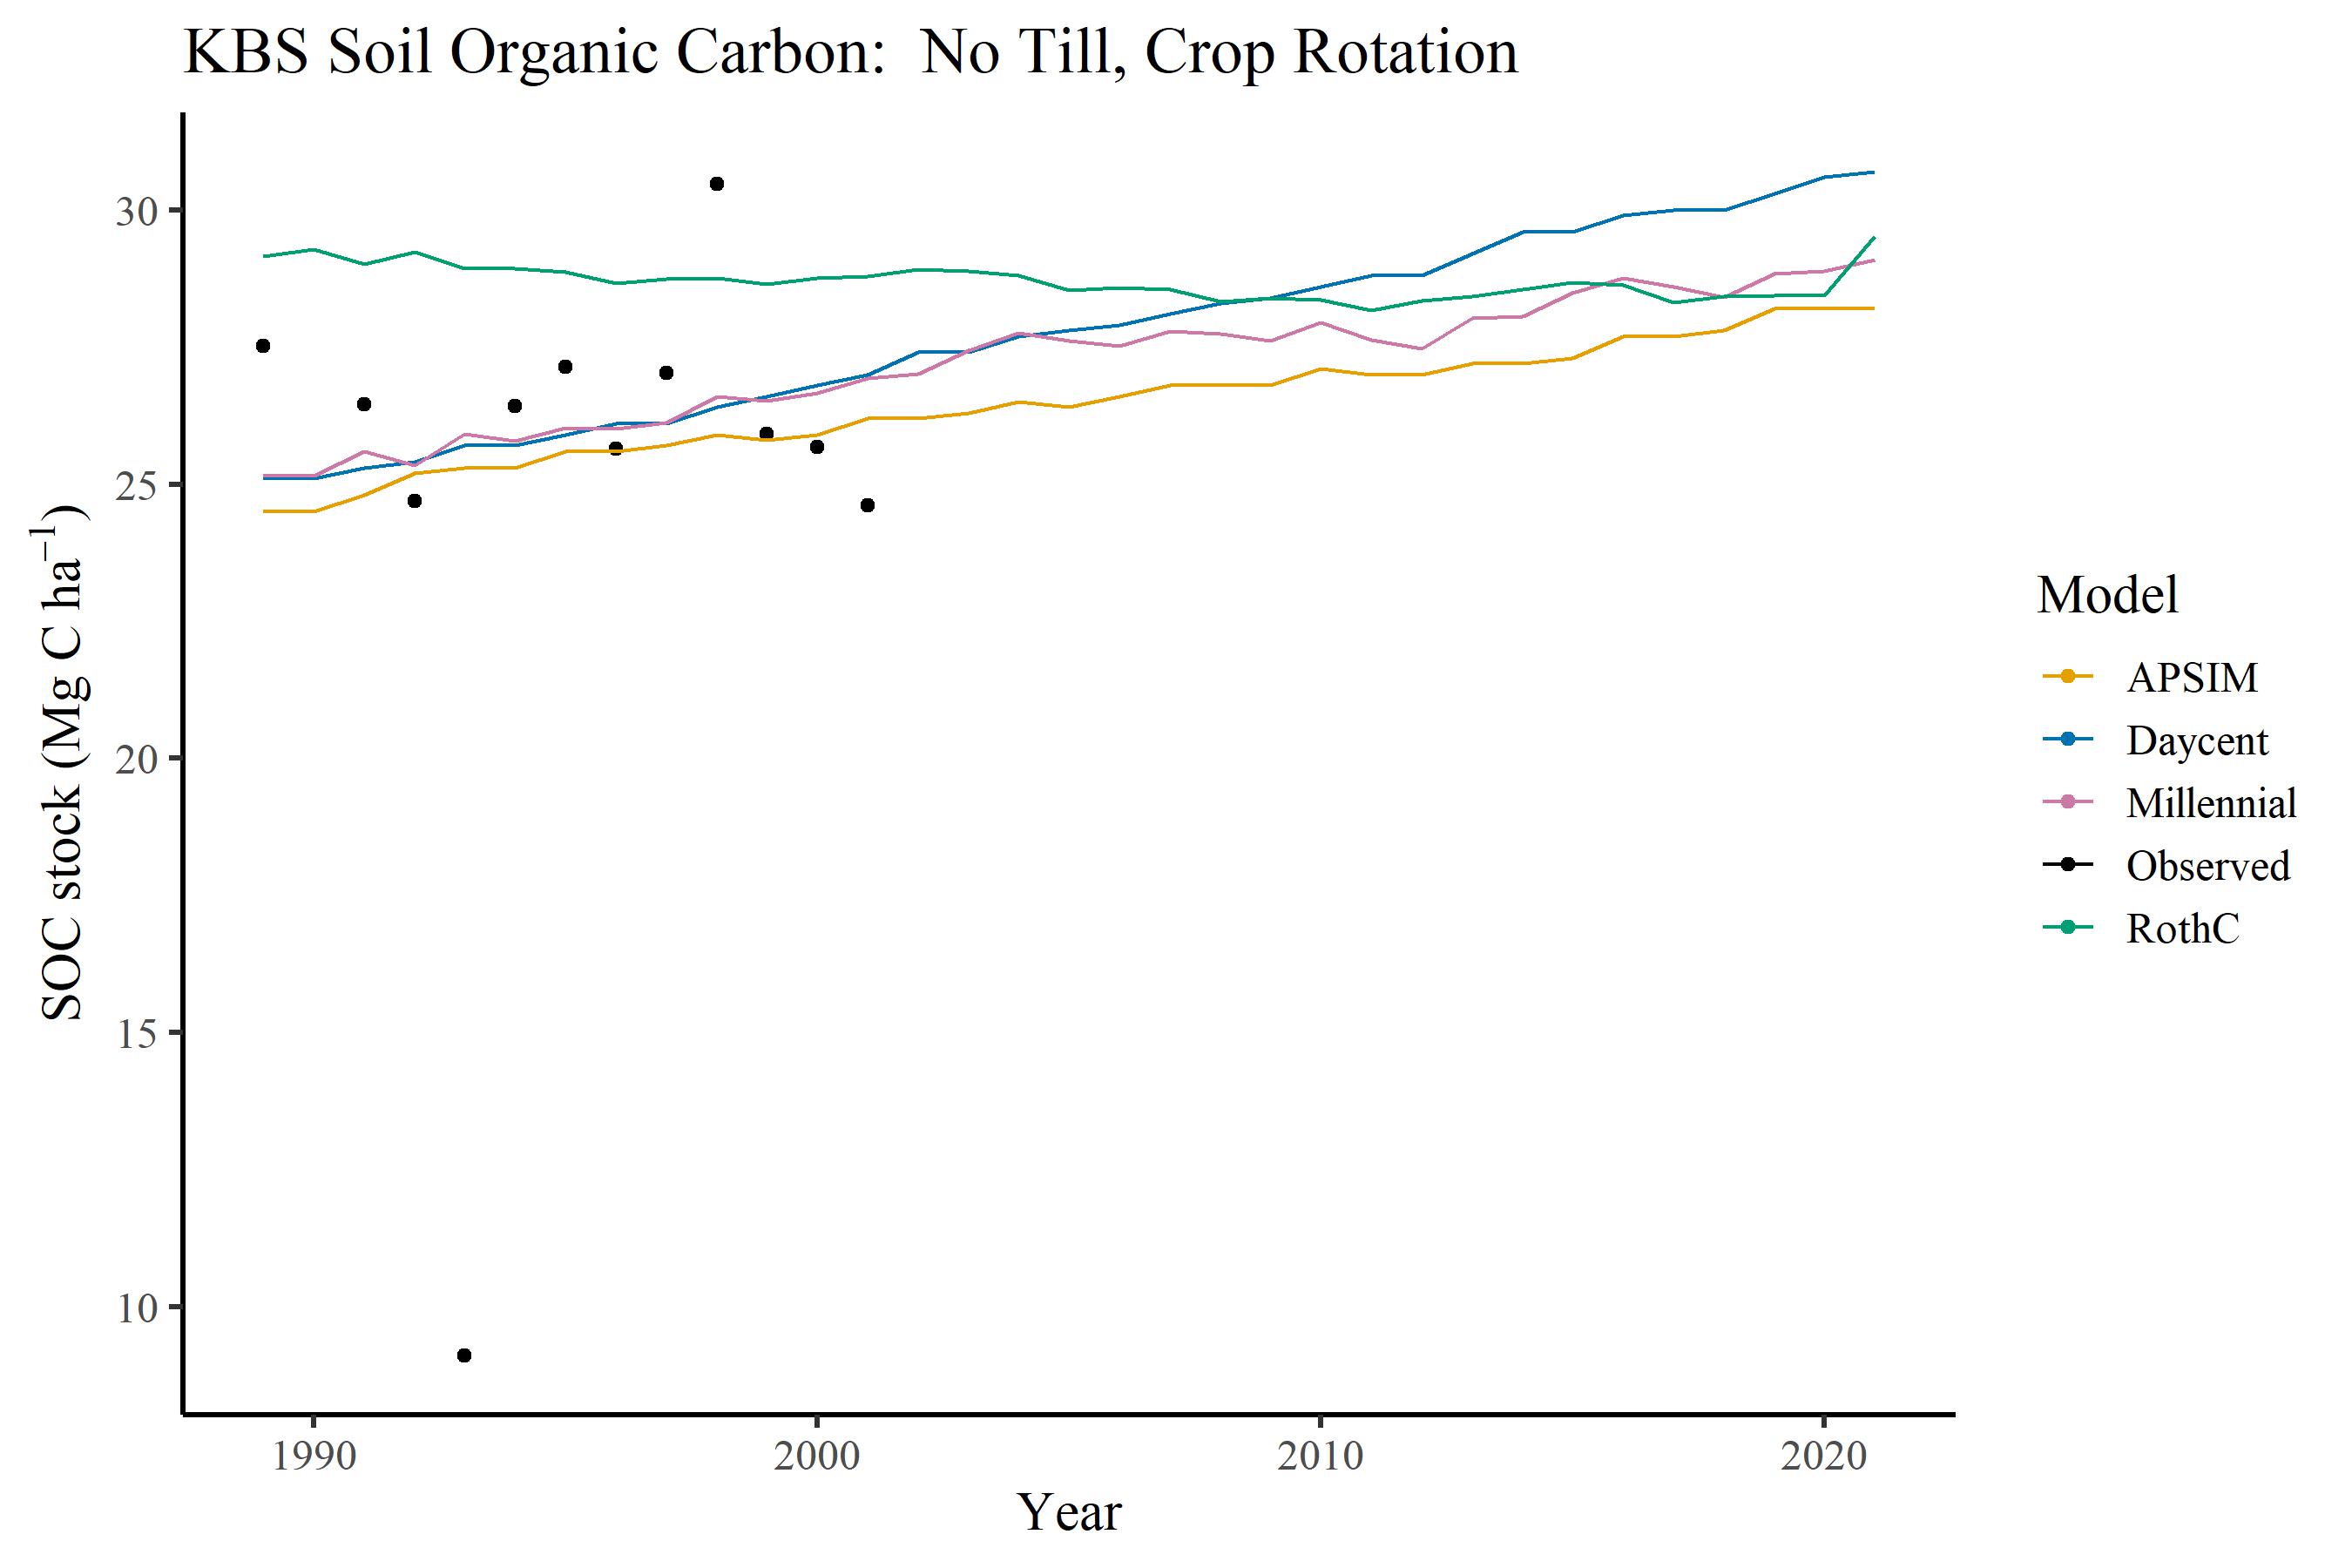 KBS Soil Organic Carbon:  No Till, Crop Rotation
SOC stock (Mg C ha⁻¹)
30
25
20
15
10
1990
2000
2010
2020
Year
Model
APSIM
Daycent
Millennial
Observed
RothC